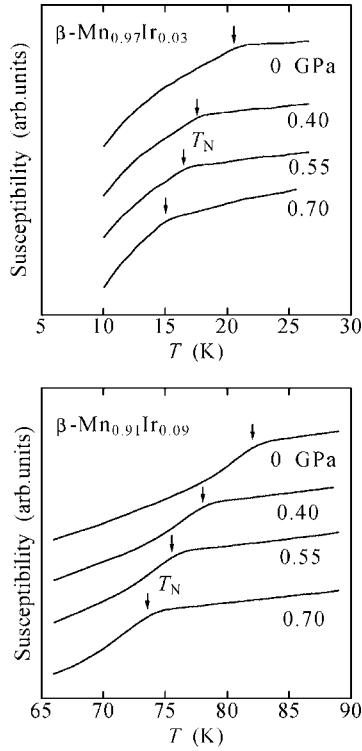 β-Mn0.97Ir0.03
0 GPa
0.40
TN
0.55
0.70
Susceptibility (arb.units)
5 10 15 20 25 30
T (K)
β-Mn0.91Ir0.09
0 GPa
0.40
0.55
TN
0.70
Susceptibility (arb.units)
65 70 75 80 85 90
T (K)